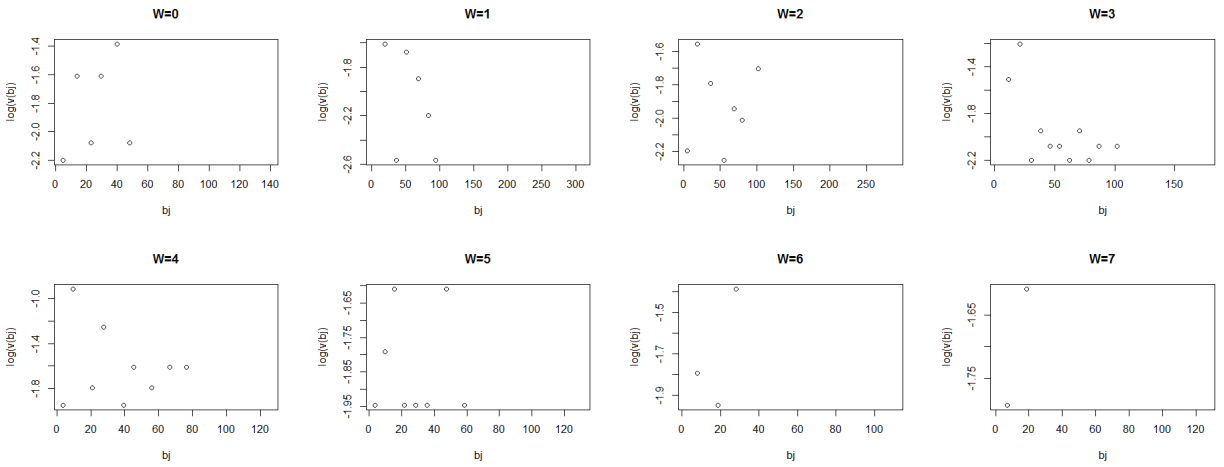 W=0
W=1
W=2
W=3
log(v(bj))
-2.2 -2.0 -1.8 -1.6 -1.4
0 20 40 60 80 100 120 140
bj
log(v(bj))
-2.6 -2.2 -1.8
0 50 100 150 200 250 300
bj
log(v(bj))
-2.2 -2.0 -1.8 -1.6
0 50 100 150 200 250
bj
log(v(bj))
-2.2 -1.8 -1.4
0 50 100 150
bj
W=4
W=5
W=6
W=7
log(v(bj))
-1.8 -1.4 -1.0
0 20 40 60 80 100 120
bj
log(v(bj))
-1.95 -1.85 -1.75 -1.65
0 20 40 60 80 100 120
bj
log(v(bj))
-1.9 -1.7 -1.5
0 20 40 60 80 100
bj
log(v(bj))
-1.75 -1.65
0 20 40 60 80 100 120
bj